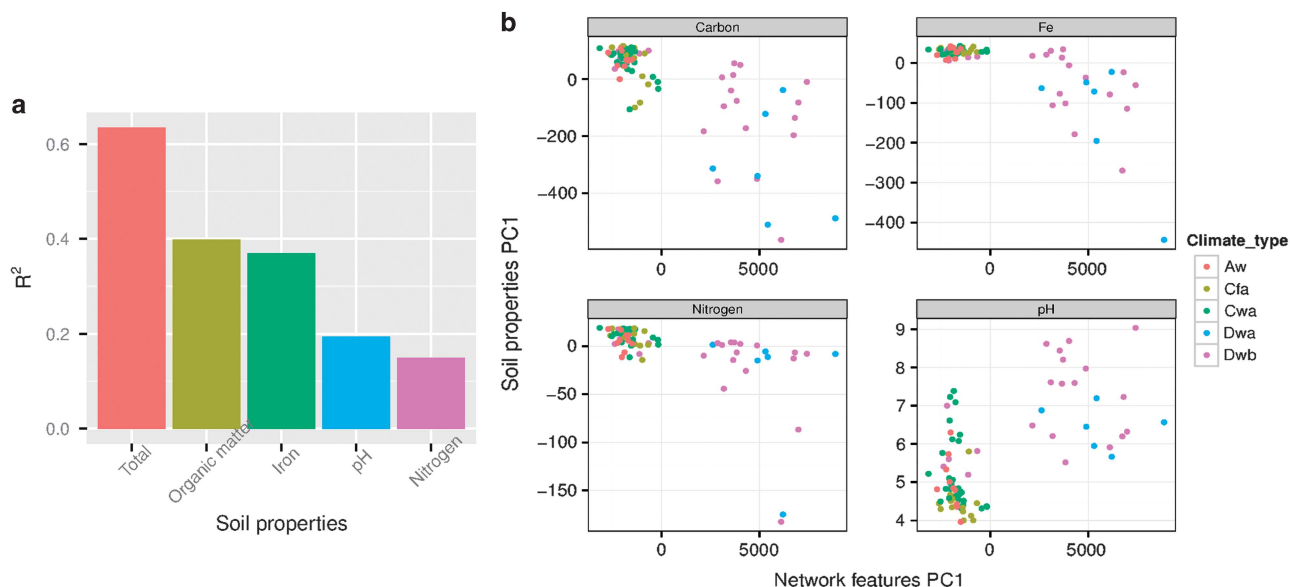 a
R2
0.6
0.4
0.2
0.0
Total
Organic matter
Iron
pH
Nitrogen
Soil properties
b
Soil properties PC1
Carbon
0
−200
−400
0
5000
Fe
0
−100
−200
−300
−400
0
5000
Nitrogen
0
−50
−100
−150
0
5000
pH
9
8
7
6
5
4
0
5000
Network features PC1
Climate_type
Aw
Cfa
Cwa
Dwa
Dwb